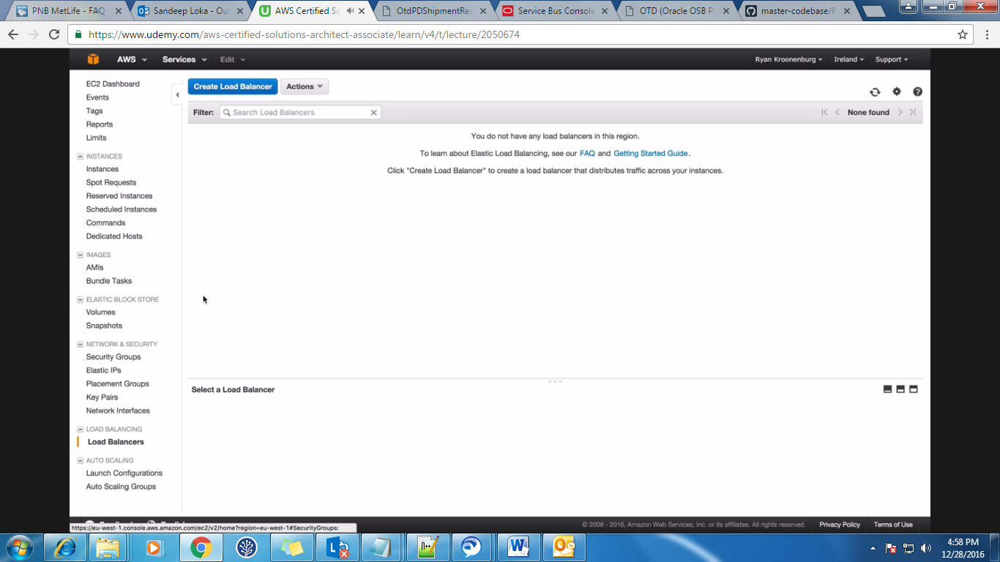 PNB MetLife - FAQ
Sandeep Loka - Out
AWS Certified So
OtdPDShipmentReq
Service Bus Console
OTD (Oracle OSB Pr
master-codebase/P
https://www.udemy.com/aws-certified-solutions-architect-associate/learn/v4/t/lecture/2050674
AWS Services Edit Ryan Kroonenburg Ireland Support
EC2 Dashboard
Events
Tags
Reports
Limits
INSTANCES
Instances
Spot Requests
Reserved Instances
Scheduled Instances
Commands
Dedicated Hosts
IMAGES
AMIs
Bundle Tasks
ELASTIC BLOCK STORE
Volumes
Snapshots
NETWORK & SECURITY
Security Groups
Elastic IPs
Placement Groups
Key Pairs
Network Interfaces
LOAD BALANCING
Load Balancers
AUTO SCALING
Launch Configurations
Auto Scaling Groups
Create Load Balancer Actions
Filter: Search Load Balancers None found
You do not have any load balancers in this region.
To learn about Elastic Load Balancing, see our FAQ and Getting Started Guide.
Click "Create Load Balancer" to create a load balancer that distributes traffic across your instances.
Select a Load Balancer
https://eu-west-1.console.aws.amazon.com/ec2/v2/home?region=eu-west-1#SecurityGroups:
© 2008 - 2016, Amazon Web Services, Inc. or its affiliates. All rights reserved. Privacy Policy Terms of Use
4:58 PM
12/28/2016